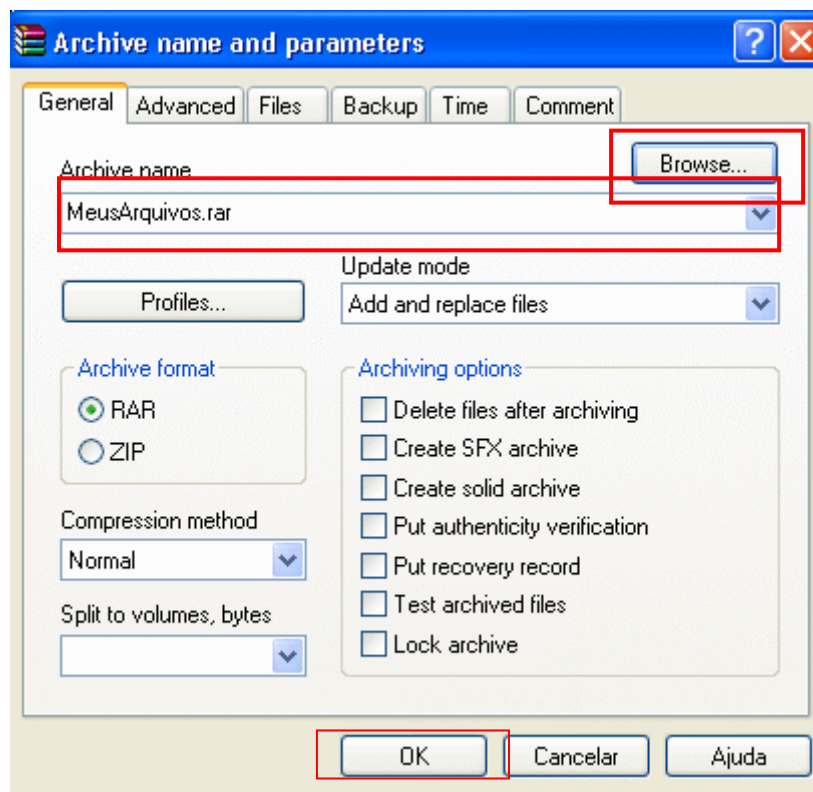 Archive name and parameters
General Advanced Files Backup Time Comment
Archive name
Browse...
MeusArquivos.rar
Update mode
Profiles...
Add and replace files
Archive format
RAR
ZIP
Archiving options
Delete files after archiving
Create SFX archive
Create solid archive
Put authenticity verification
Put recovery record
Test archived files
Lock archive
Compression method
Normal
Split to volumes, bytes
OK Cancelar Ajuda